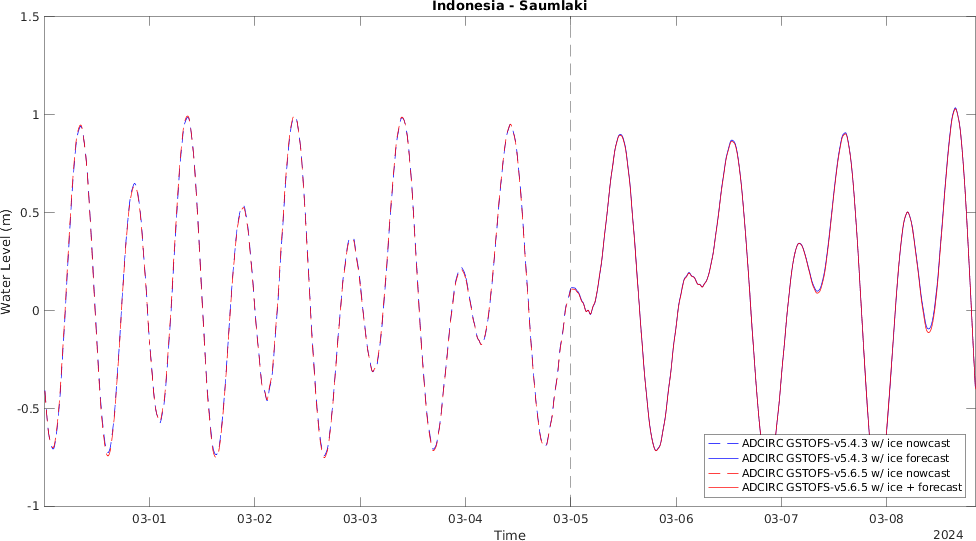 Indonesia - Saumlaki
1.5
1
0.5
0
-0.5
-1
Water Level (m)
03-01 03-02 03-03 03-04 03-05 03-06 03-07 03-08
Time
2024
ADCIRC GSTOFS-v5.4.3 w/ ice nowcast
ADCIRC GSTOFS-v5.4.3 w/ ice forecast
ADCIRC GSTOFS-v5.6.5 w/ ice nowcast
ADCIRC GSTOFS-v5.6.5 w/ ice + forecast